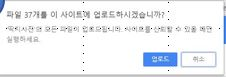 파일 37개를 이 사이트에 업로드하시겠습니까?
모든 파일이 업로드됩니다. 사이트를 신뢰할 수 있을 때만
실행하세요.
업로드 취소